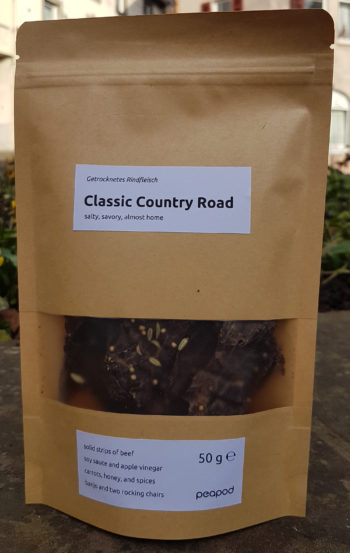 Getrocknetes Rindfleisch
Classic Country Road
salty, savory, almost home
solid strips of beef
soy sauce and apple vinegar
carrots, honey, and spices
banjo and two rocking chairs
50 g ℮
peapod